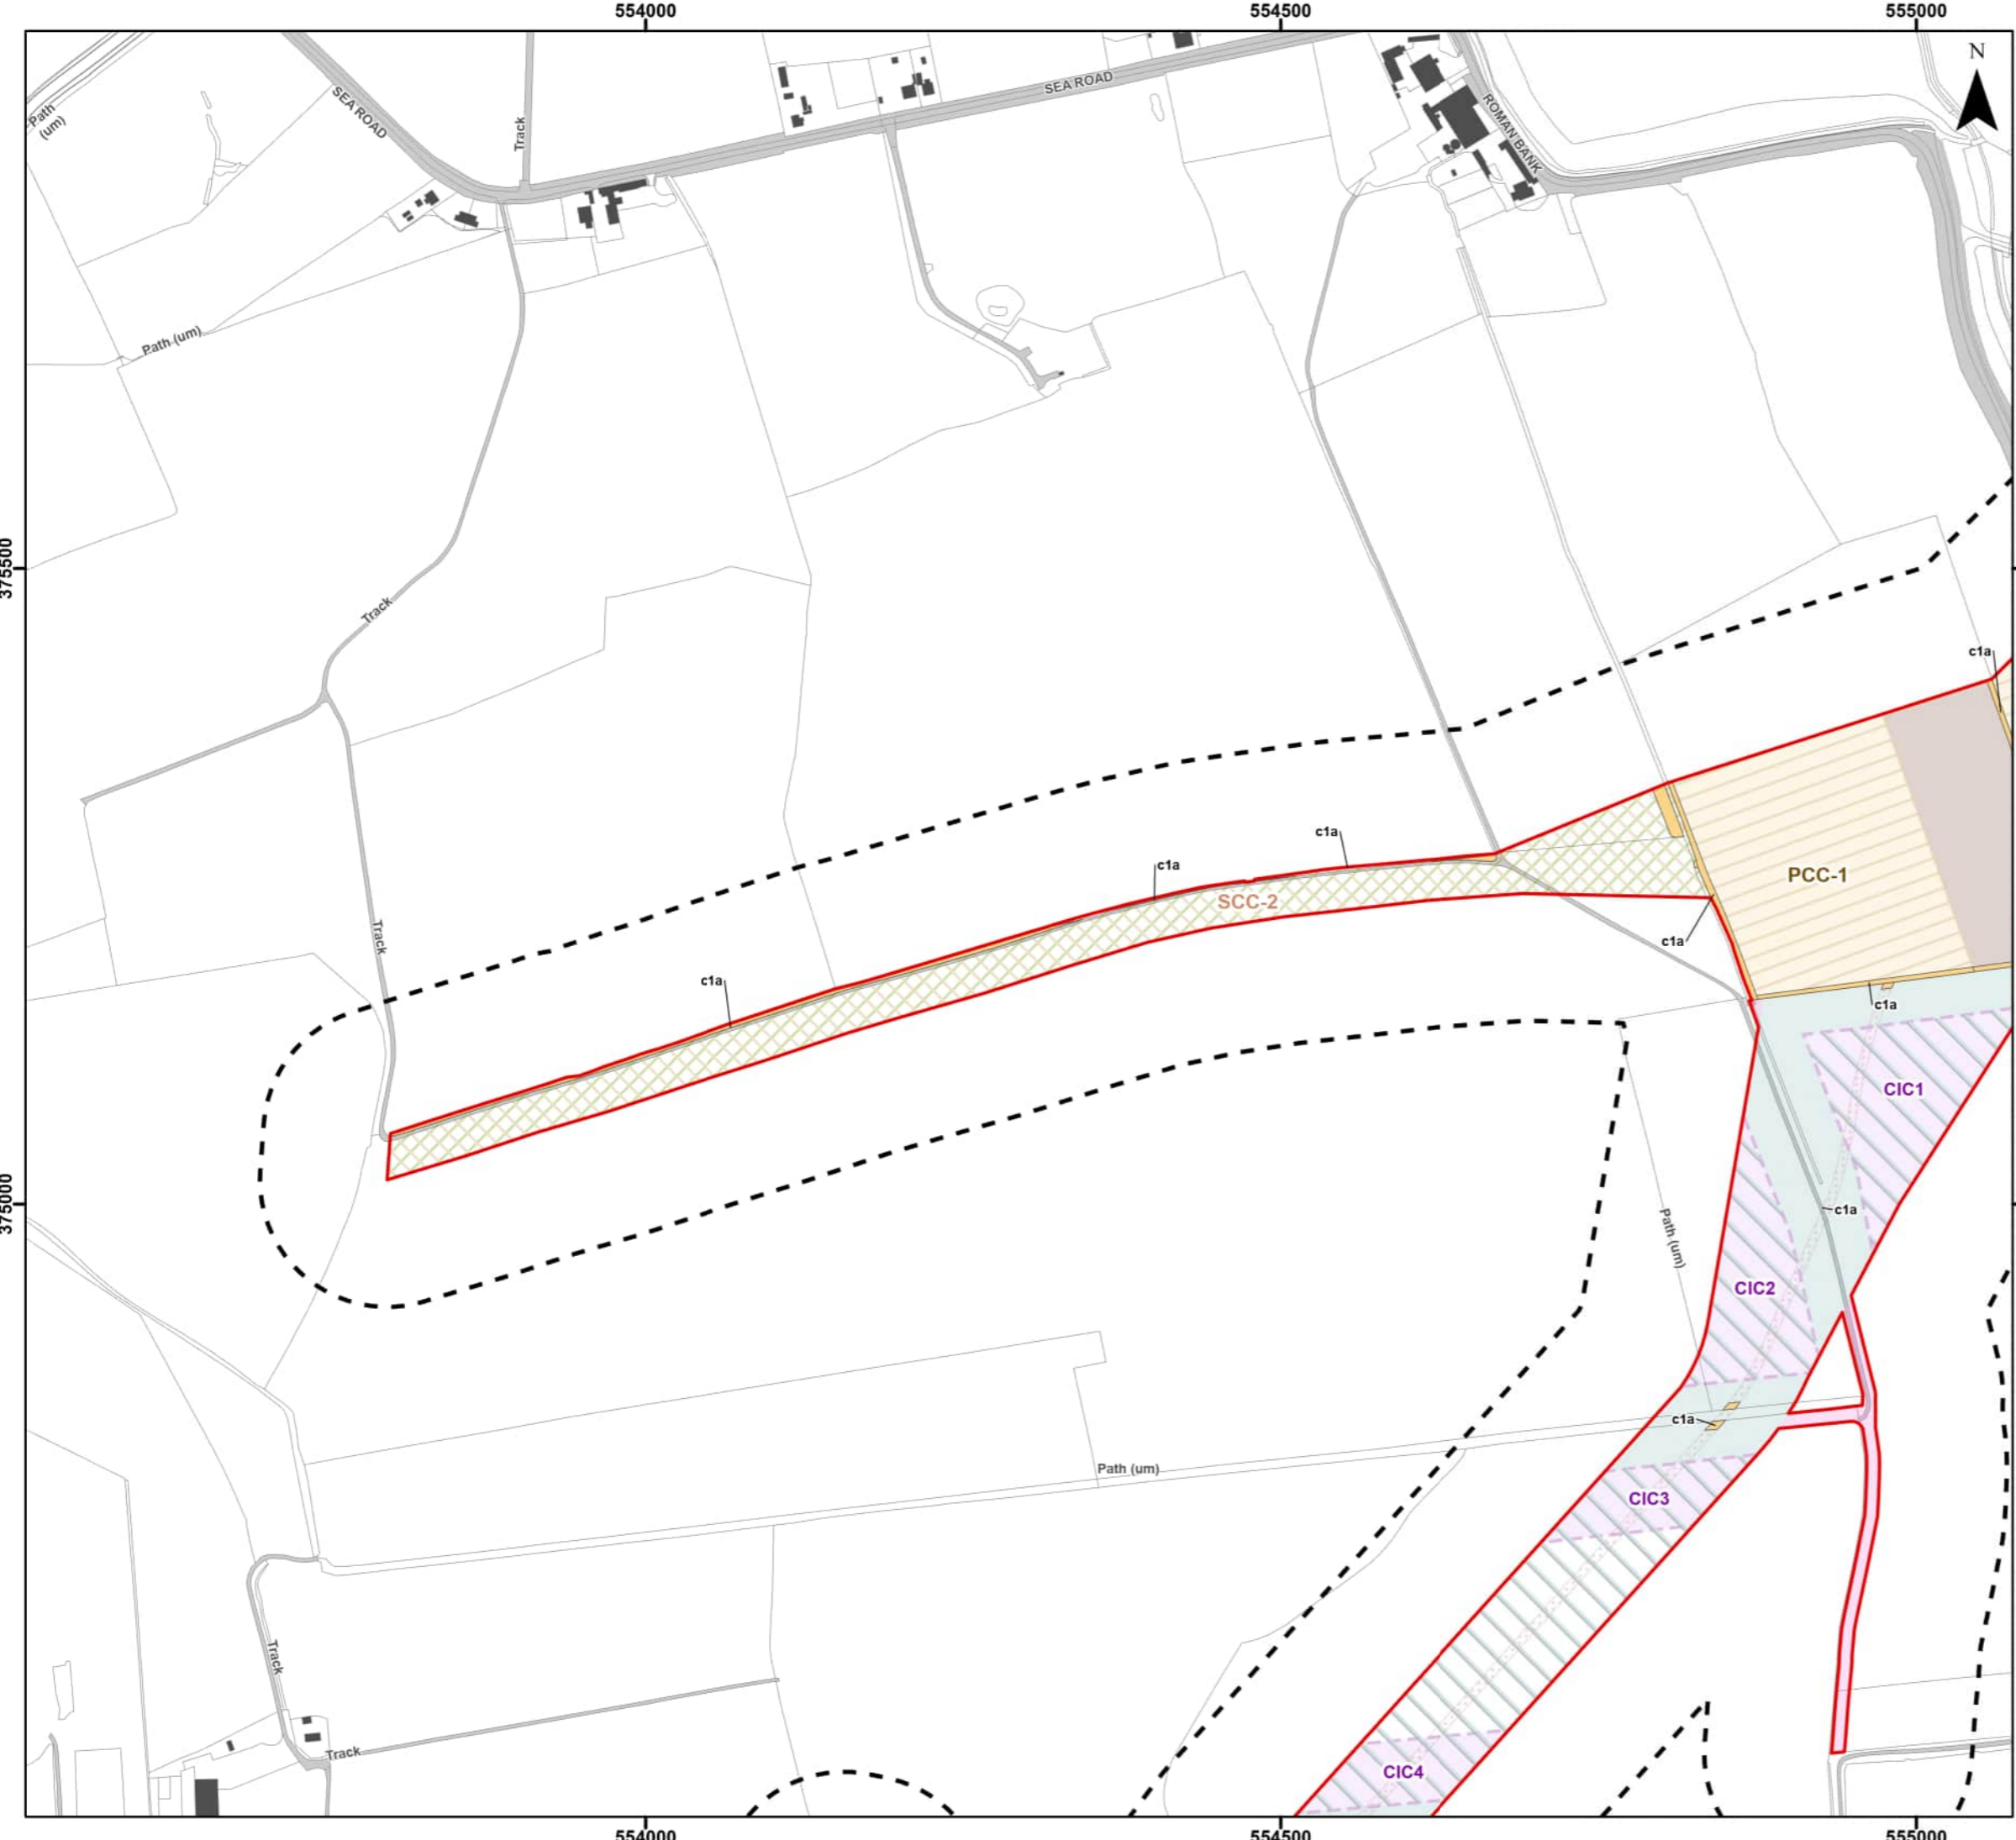 554000
554500
555000
N
SEA ROAD
Path
(um)
Track
SEA ROAD
ROMAN BANK
Path (um)
375500
Track
c1a
c1a
c1a
PCC-1
SCC-2
Track
c1a
c1a
c1a
CIC1
375000
c1a
Path (um)
CIC2
c1a
Path (um)
CIC3
Track
Track
CIC4
554000
554500
555000